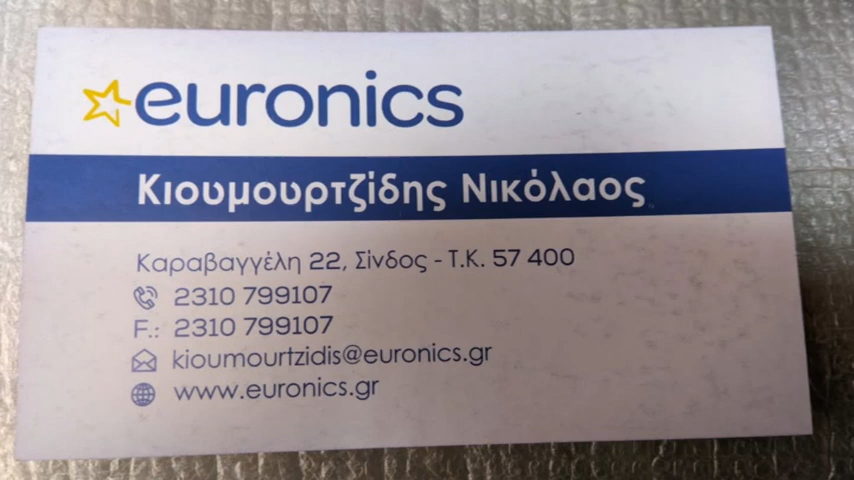 euronics
Κιουμουρτζίδης Νικόλαος
Καραβαγγέλη 22, Σίνδος - Τ.Κ. 57 400
2310 799107
F.: 2310 799107
kioumourtzidis@euronics.gr
www.euronics.gr